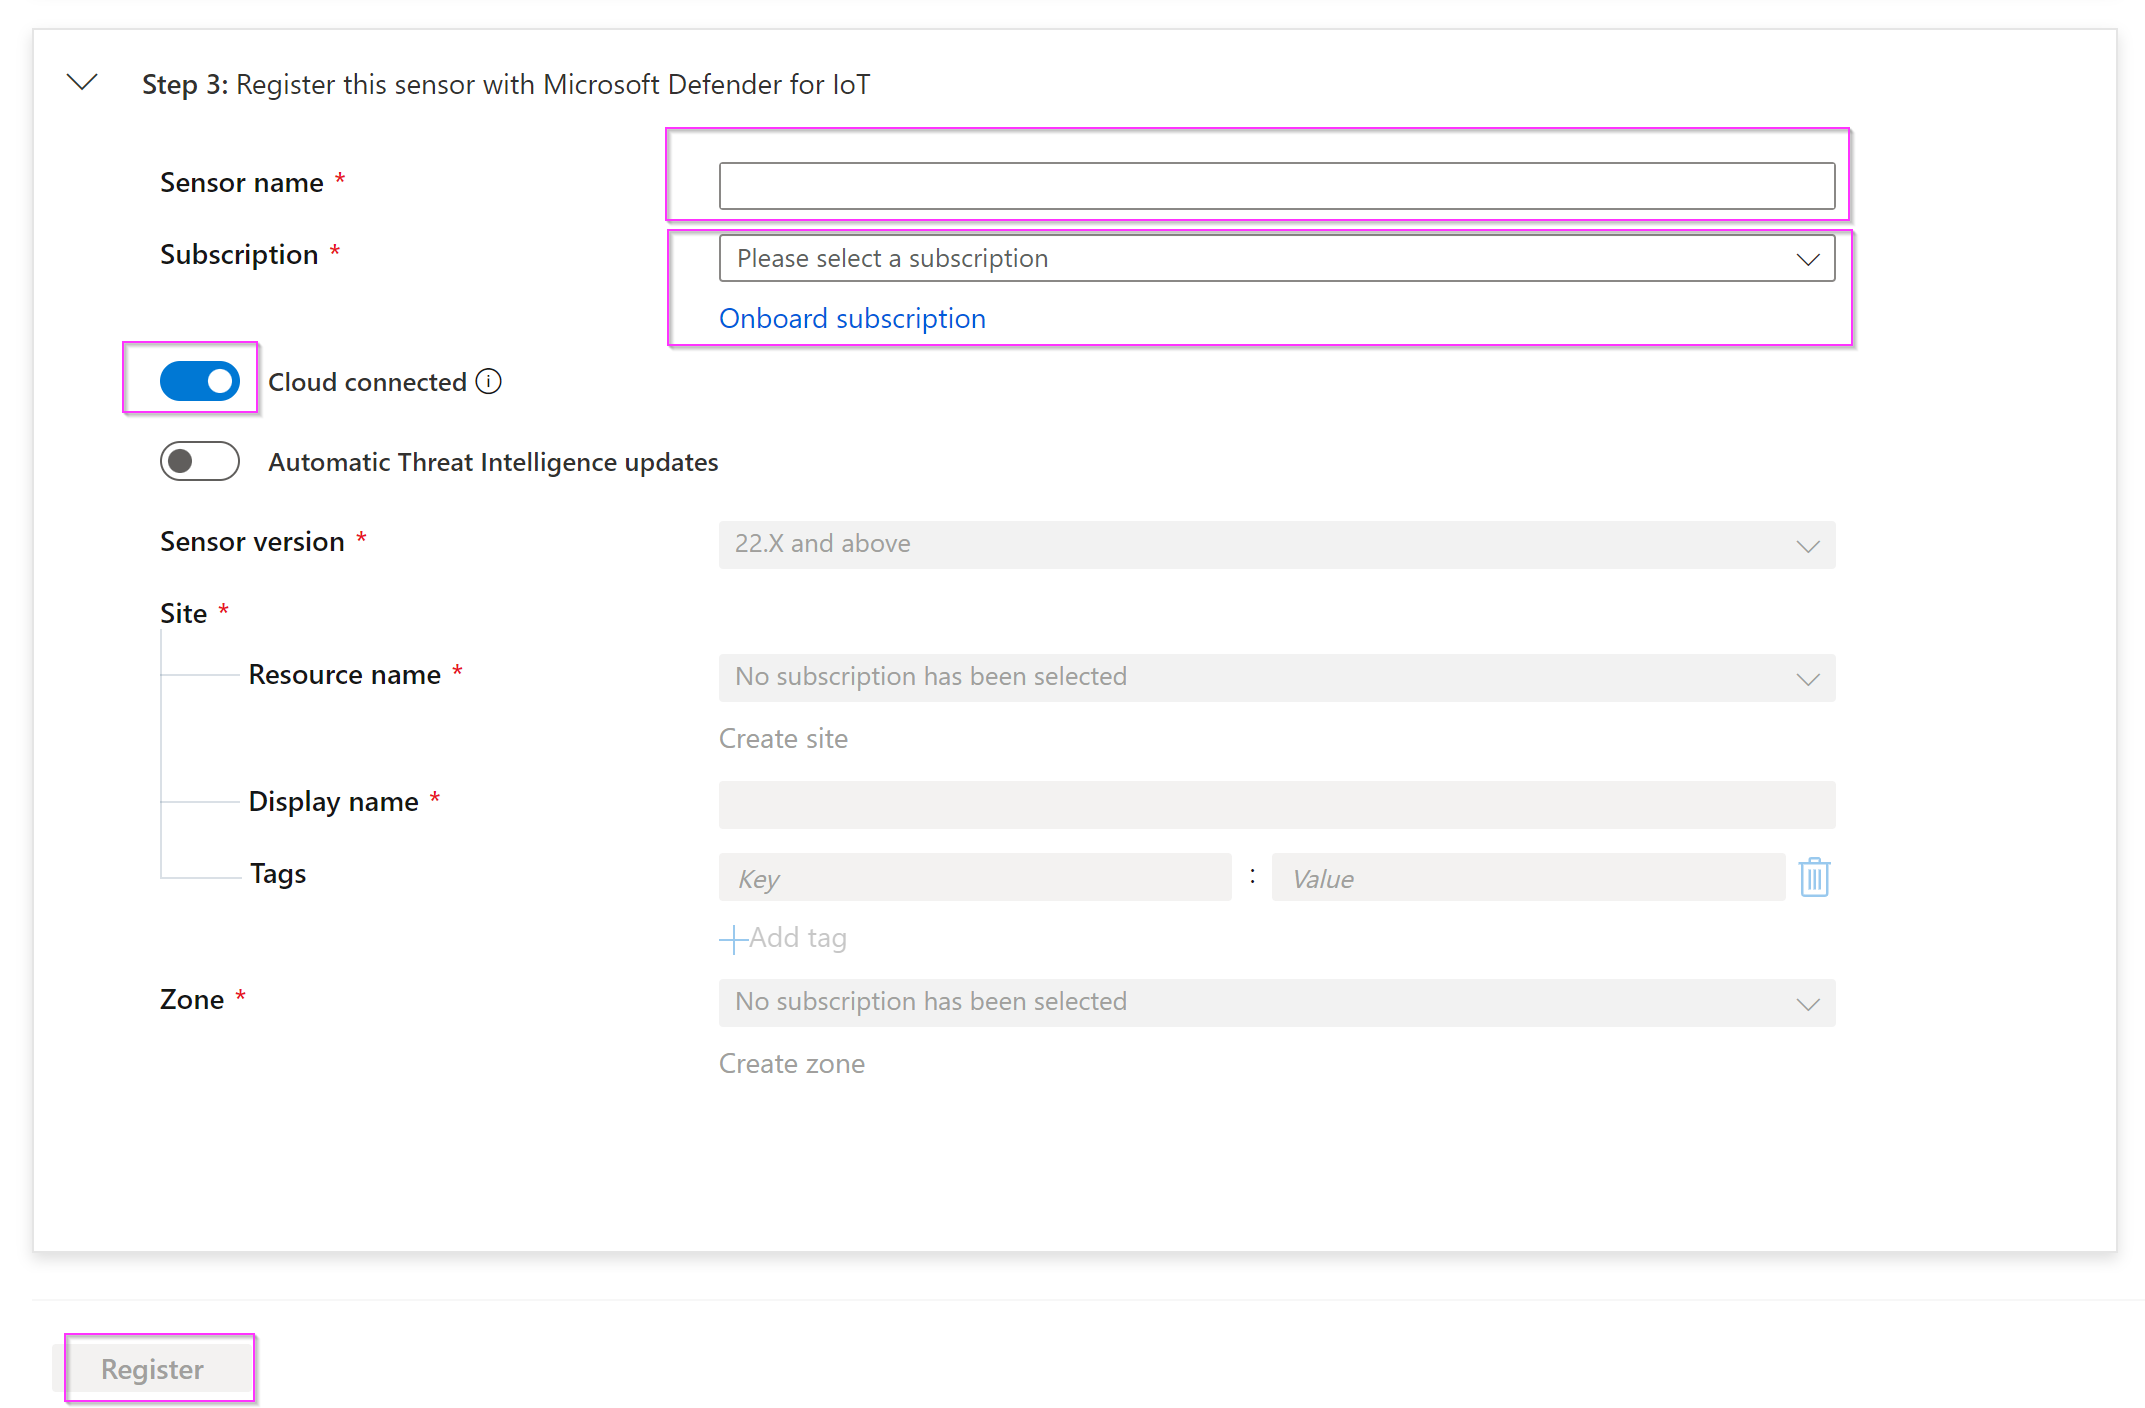 Step 3: Register this sensor with Microsoft Defender for IoT
Sensor name *
Subscription *
Please select a subscription
Onboard subscription
Cloud connected
Automatic Threat Intelligence updates
Sensor version *
22.X and above
Site *
Resource name *
No subscription has been selected
Create site
Display name *
Tags
Key : Value
Add tag
Zone *
No subscription has been selected
Create zone
Register